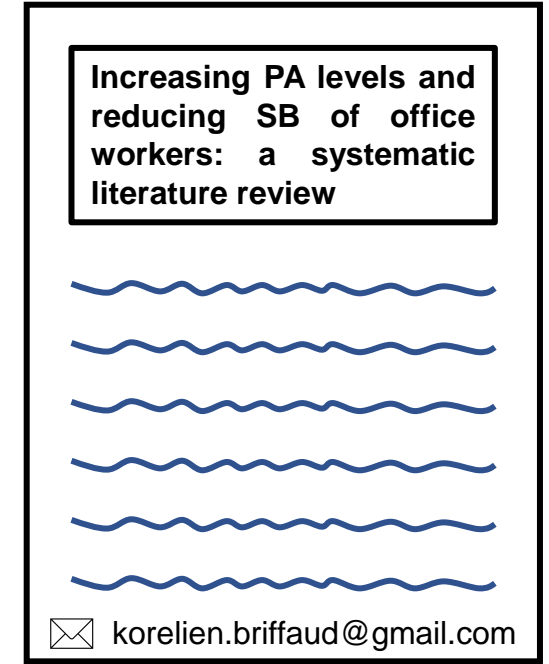 Increasing PA levels and
reducing SB of office
workers: a systematic
literature review
korelien.briffaud@gmail.com